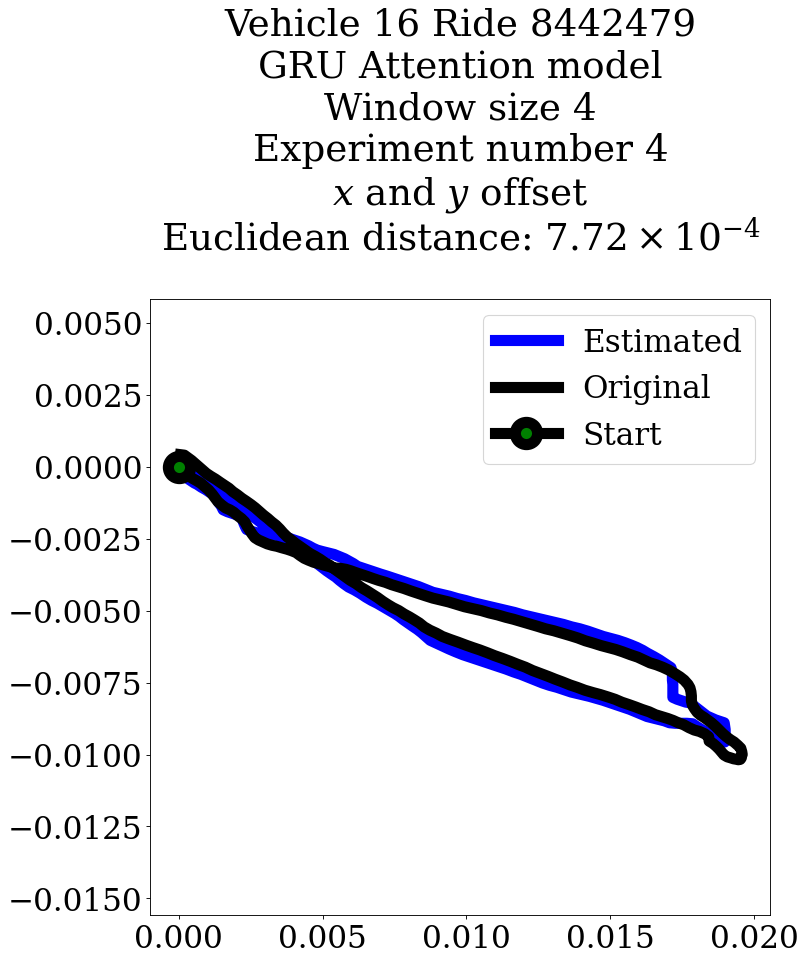 Vehicle 16 Ride 8442479
GRU Attention model
Window size 4
Experiment number 4
x and y offset
Euclidean distance: 7.72 × 10⁻⁴
Estimated
Original
Start
0.0050
0.0025
0.0000
−0.0025
−0.0050
−0.0075
−0.0100
−0.0125
−0.0150
0.000 0.005 0.010 0.015 0.020